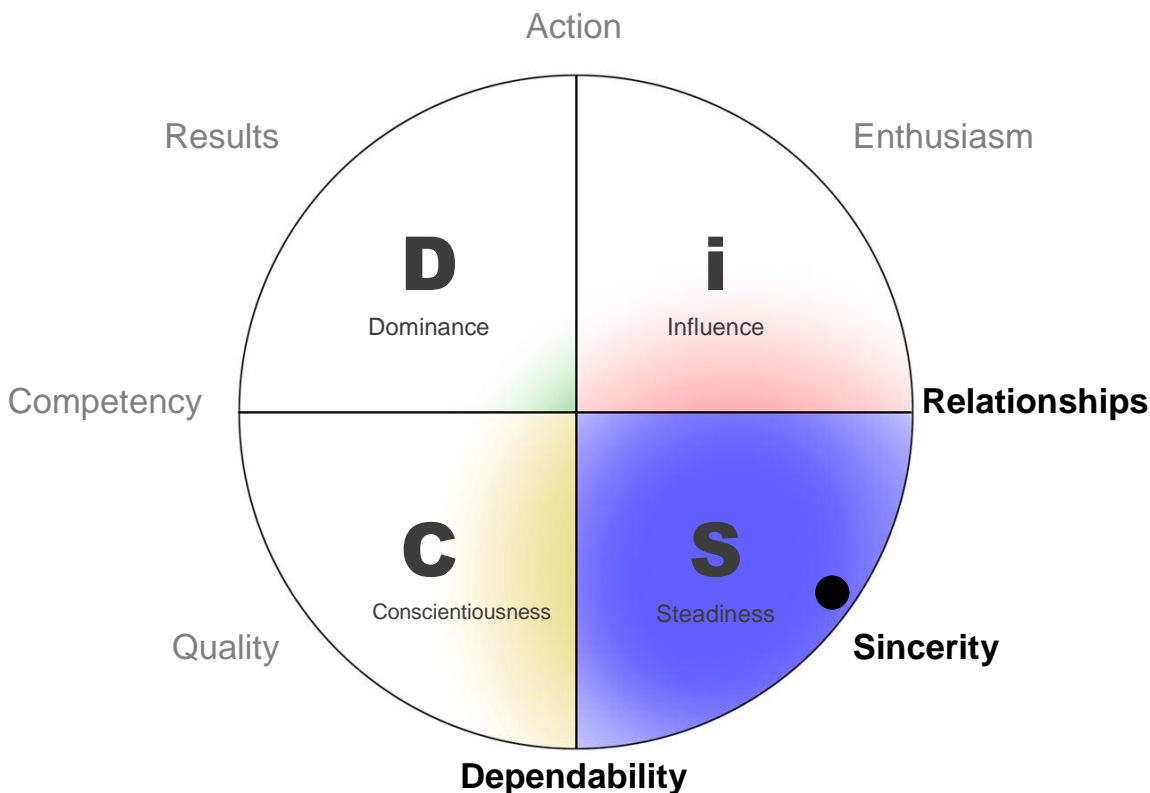 Action
Results
Enthusiasm
D
Dominance
i
Influence
Competency
Relationships
C
Conscientiousness
S
Steadiness
Quality
Sincerity
Dependability